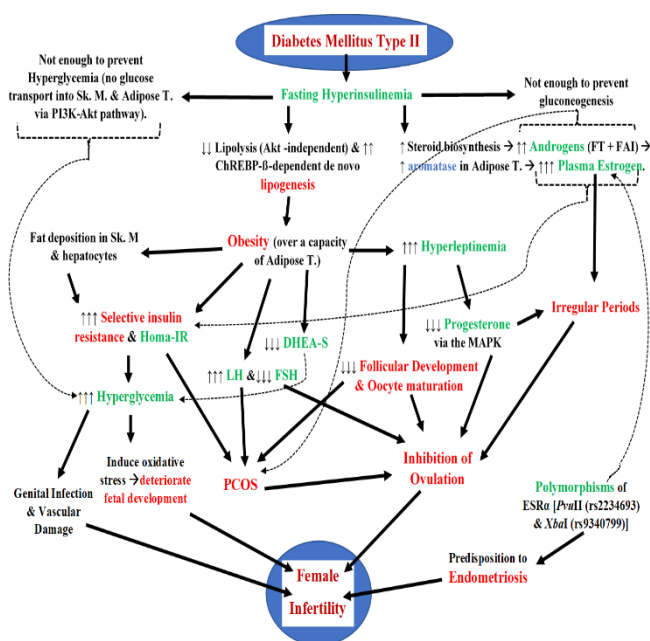 Diabetes Mellitus Type II
Not enough to prevent
Hyperglycemia (no glucose
transport into Sk. M. & Adipose T.
via PI3K-Akt pathway).
Fasting Hyperinsulinemia
Not enough to prevent
gluconeogenesis
↓↓ Lipolysis (Akt -independent) & ↑↑
ChREBP-ß-dependent de novo
lipogenesis
↑ Steroid biosynthesis → ↑↑ Androgens (FT + FAI) →
↑ aromatase in Adipose T. → ↑↑↑ Plasma Estrogen.
Fat deposition in Sk. M
& hepatocytes
Obesity (over a capacity
of Adipose T.)
↑↑↑ Hyperleptinemia
↑↑↑ Selective insulin
resistance & Homa-IR
↓↓↓ DHEA-S
↓↓↓ Progesterone
via the MAPK
Irregular Periods
↑↑↑ LH &↓↓↓ FSH
↓↓↓ Follicular Development
& Oocyte maturation
↑↑↑ Hyperglycemia
Genital Infection
& Vascular
Damage
Induce oxidative
stress →deteriorate
fetal development
PCOS
Inhibition of
Ovulation
Polymorphisms of
ESRα [PvuII (rs2234693)
& XbaI (rs9340799)]
Predisposition to
Endometriosis
Female
Infertility